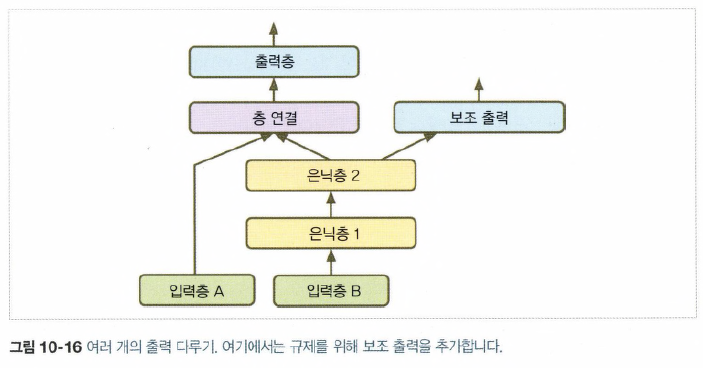 출력층
층 연결
보조 출력
은닉층 2
은닉층 1
입력층 A
입력층 B
그림 10-16 여러 개의 출력 다루기. 여기에서는 규제를 위해 보조 출력을 추가합니다.